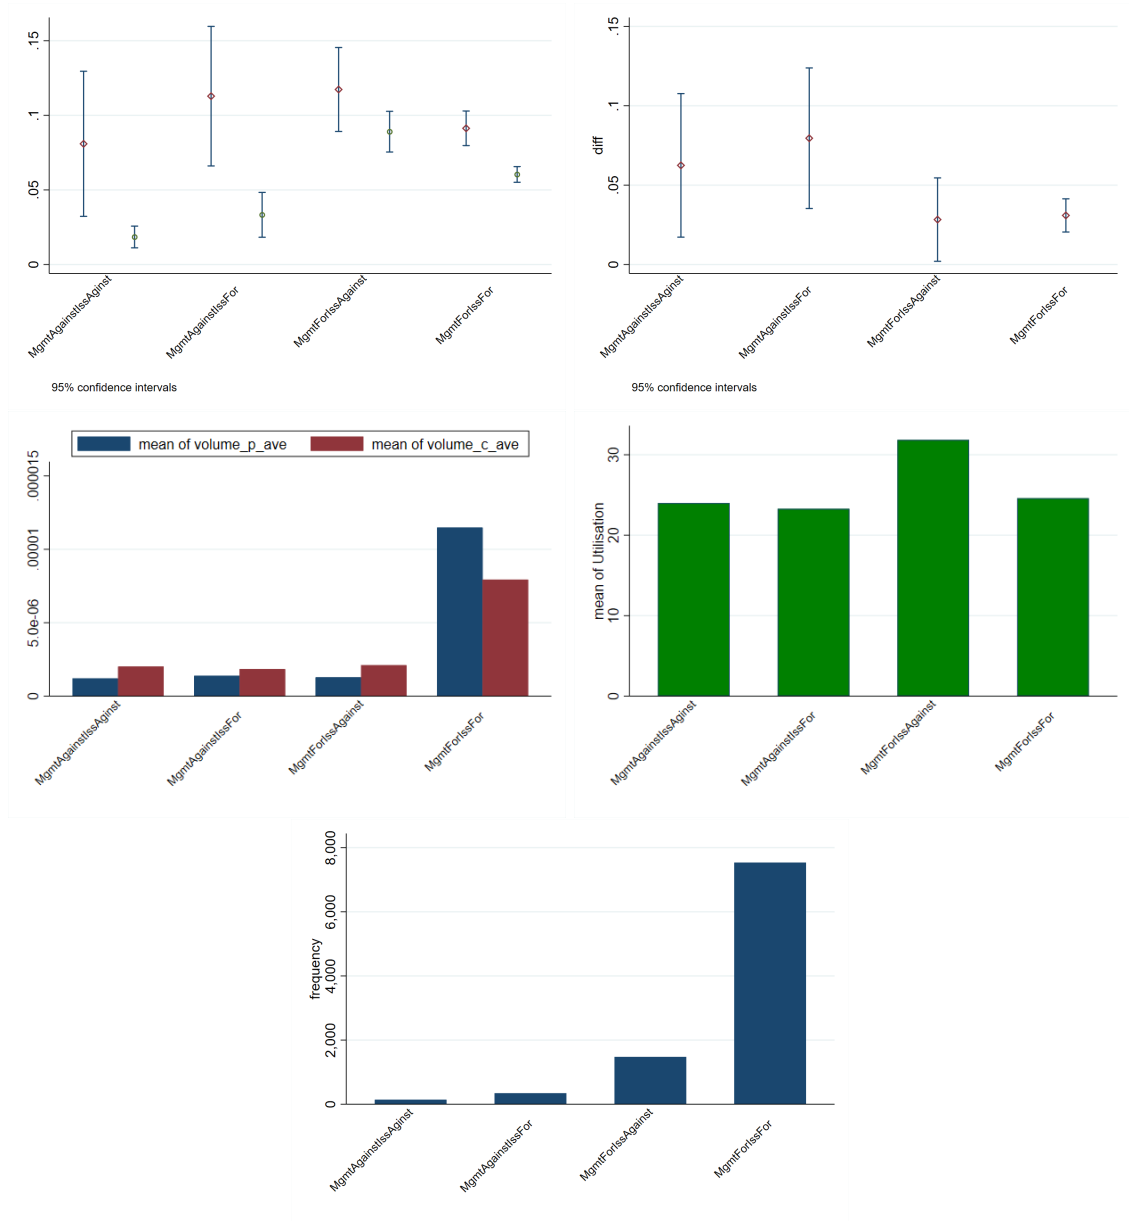 .15
.1
.05
0
MgmtAgainstIssAginst
MgmtAgainstIssFor
MgmtForIssAgainst
MgmtForIssFor
95% confidence intervals
diff
.15
.1
.05
0
MgmtAgainstIssAginst
MgmtAgainstIssFor
MgmtForIssAgainst
MgmtForIssFor
95% confidence intervals
mean of volume_p_ave
mean of volume_c_ave
.000015
.00001
5.0e-06
0
MgmtAgainstIssAginst
MgmtAgainstIssFor
MgmtForIssAgainst
MgmtForIssFor
mean of Utilisation
30
20
10
0
MgmtAgainstIssAginst
MgmtAgainstIssFor
MgmtForIssAgainst
MgmtForIssFor
frequency
8,000
6,000
4,000
2,000
0
MgmtAgainstIssAginst
MgmtAgainstIssFor
MgmtForIssAgainst
MgmtForIssFor